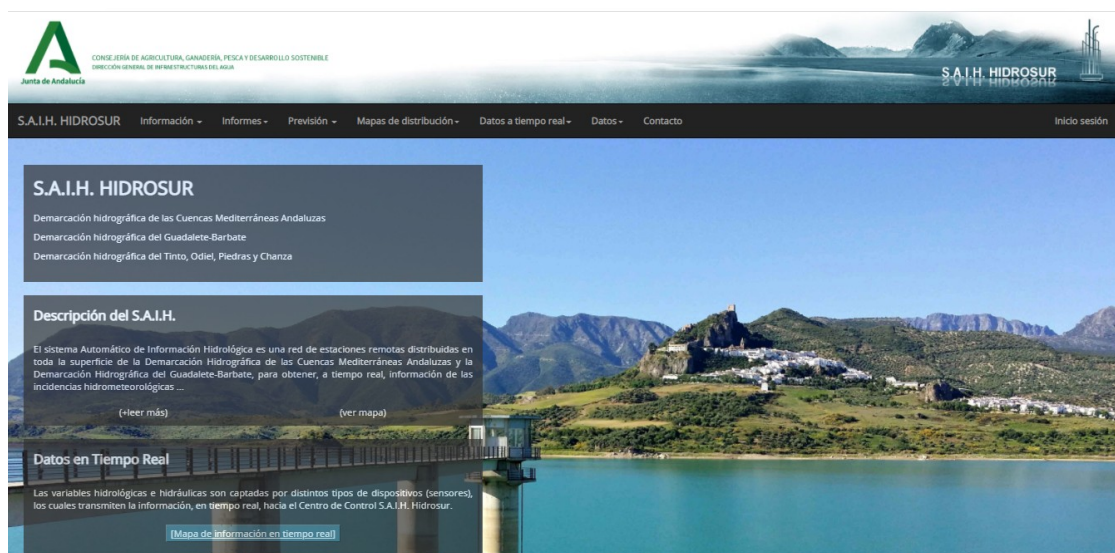 CONSEJERÍA DE AGRICULTURA, GANADERÍA, PESCA Y DESARROLLO SOSTENIBLE
DIRECCIÓN GENERAL DE INFRAESTRUCTURAS DEL AGUA
Junta de Andalucía
S.A.I.H. HIDROSUR
S.A.I.H. HIDROSUR Información Informes Previsión Mapas de distribución Datos a tiempo real Datos Contacto Inicio sesión
S.A.I.H. HIDROSUR
Demarcación hidrográfica de las Cuencas Mediterráneas Andaluzas
Demarcación hidrográfica del Guadalete-Barbate
Demarcación hidrográfica del Tinto, Odiel, Piedras y Chanza
Descripción del S.A.I.H.
El sistema Automático de Información Hidrológica es una red de estaciones remotas distribuidas en
toda la superficie de la Demarcación Hidrográfica de las Cuencas Mediterráneas Andaluzas y la
Demarcación Hidrográfica del Guadalete-Barbate, para obtener, a tiempo real, información de las
incidencias hidrometeorológicas ...
(+leer más) (ver mapa)
Datos en Tiempo Real
Las variables hidrológicas e hidráulicas son captadas por distintos tipos de dispositivos (sensores),
los cuales transmiten la información, en tiempo real, hacia el Centro de Control S.A.I.H. Hidrosur.
[Mapa de información en tiempo real]